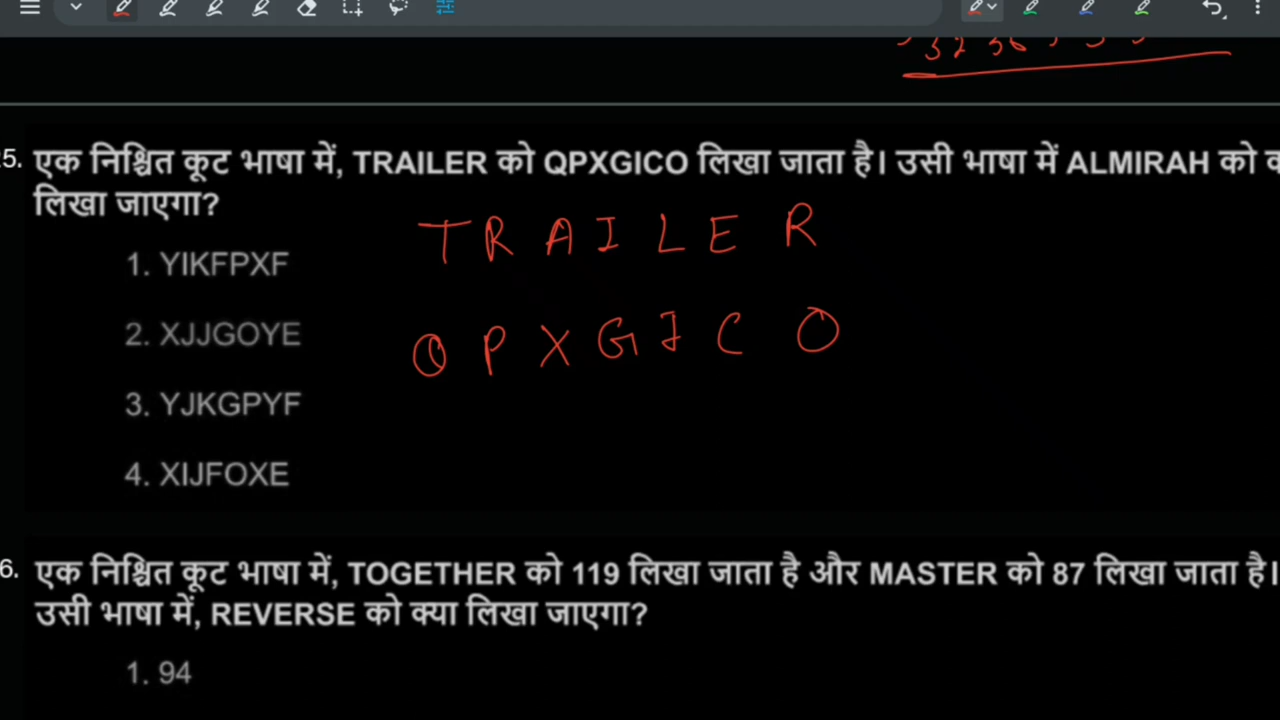 5. एक निश्चित कूट भाषा में, TRAILER को QPXGICO लिखा जाता है। उसी भाषा में ALMIRAH को
लिखा जाएगा?
T R A I L E R
1. YIKFPXF
2. XJJGOYE
Q P X G I C O
3. YJKGPYF
4. XIJFOXE
6. एक निश्चित कूट भाषा में, TOGETHER को 119 लिखा जाता है और MASTER को 87 लिखा जाता है।
उसी भाषा में, REVERSE को क्या लिखा जाएगा?
1. 94